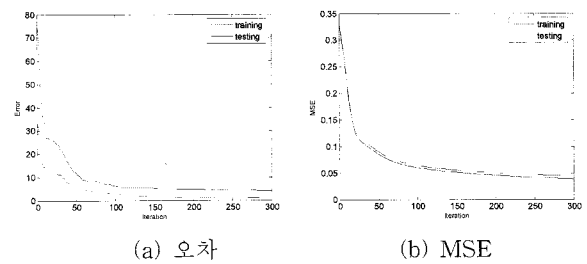 80
70
60
50
40
30
20
10
0
Error
0 50 100 150 200 250 300
Iteration
training
testing
(a) 오차
0.35
0.3
0.25
0.2
0.15
0.1
0.05
0
MSE
0 50 100 150 200 250 300
Iteration
training
testing
(b) MSE